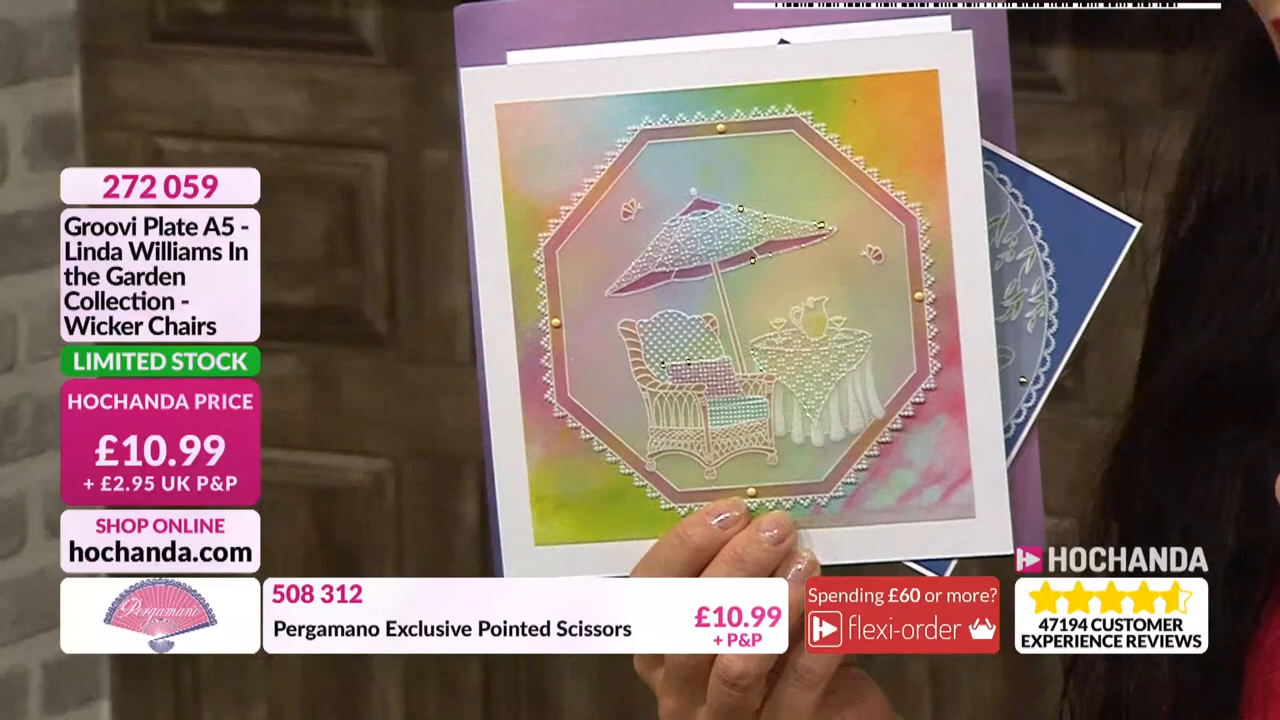 272 059
Groovi Plate A5 -
Linda Williams In
the Garden
Collection -
Wicker Chairs
LIMITED STOCK
HOCHANDA PRICE
£10.99
+ £2.95 UK P&P
SHOP ONLINE
hochanda.com
Pergamano
508 312
Pergamano Exclusive Pointed Scissors
£10.99
+ P&P
Spending £60 or more?
flexi-order
HOCHANDA
47194 CUSTOMER
EXPERIENCE REVIEWS